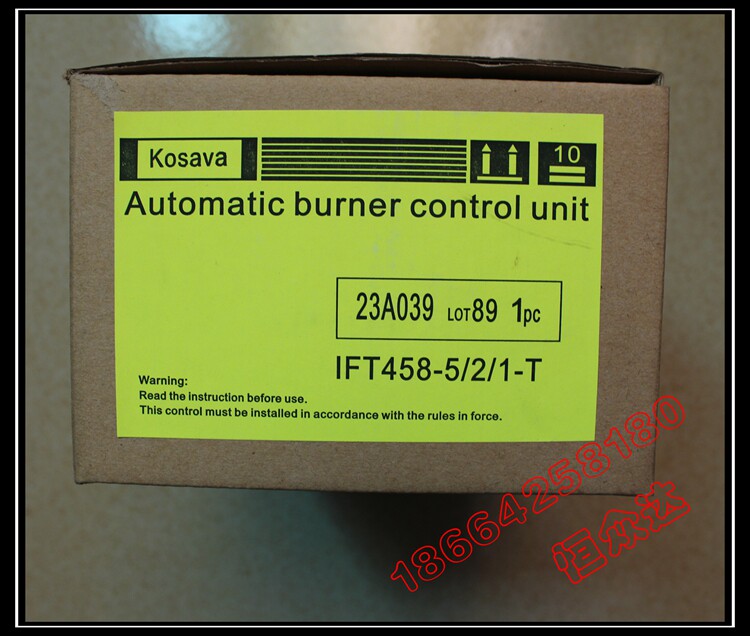 Kosava
10
Automatic burner control unit
23A039 LOT89 1pc
IFT458-5/2/1-T
Warning:
Read the instruction before use.
This control must be installed in accordance with the rules in force.
18664258180
恒众达